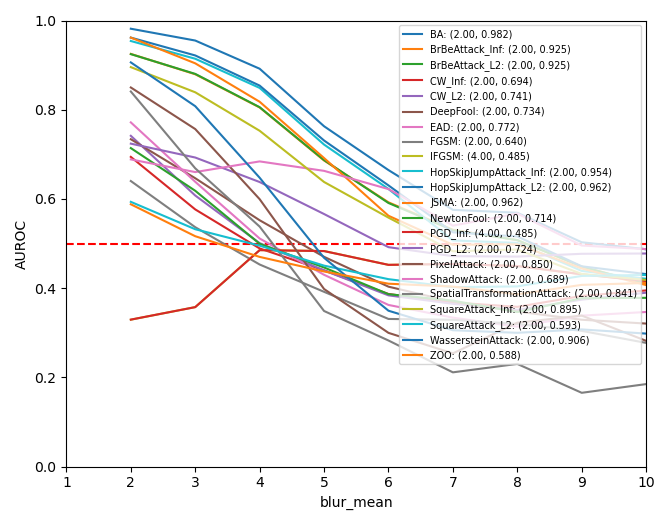 1.0
0.8
0.6
0.4
0.2
0.0
AUROC
BA: (2.00, 0.982)
BrBeAttack_Inf: (2.00, 0.925)
BrBeAttack_L2: (2.00, 0.925)
CW_Inf: (2.00, 0.694)
CW_L2: (2.00, 0.741)
DeepFool: (2.00, 0.734)
EAD: (2.00, 0.772)
FGSM: (2.00, 0.640)
IFGSM: (4.00, 0.485)
HopSkipJumpAttack_Inf: (2.00, 0.954)
HopSkipJumpAttack_L2: (2.00, 0.962)
JSMA: (2.00, 0.962)
NewtonFool: (2.00, 0.714)
PGD_Inf: (4.00, 0.485)
PGD_L2: (2.00, 0.724)
PixelAttack: (2.00, 0.850)
ShadowAttack: (2.00, 0.689)
SpatialTransformationAttack: (2.00, 0.841)
SquareAttack_Inf: (2.00, 0.895)
SquareAttack_L2: (2.00, 0.593)
WassersteinAttack: (2.00, 0.906)
ZOO: (2.00, 0.588)
1 2 3 4 5 6 7 8 9 10
blur_mean